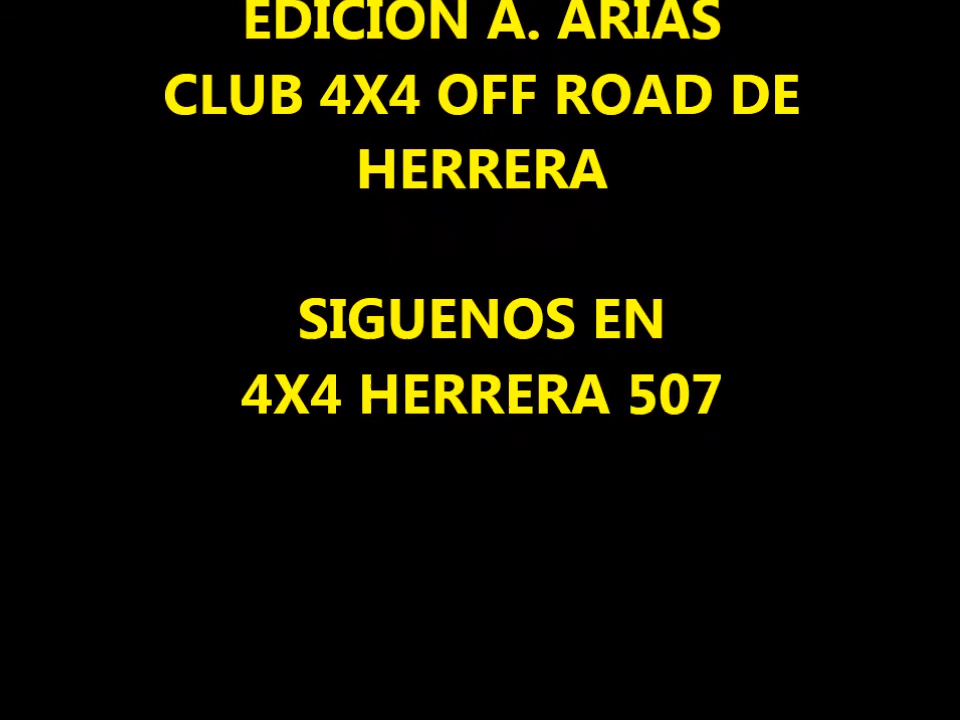 EDICION A. ARIAS
CLUB 4X4 OFF ROAD DE
HERRERA
SIGUENOS EN
4X4 HERRERA 507